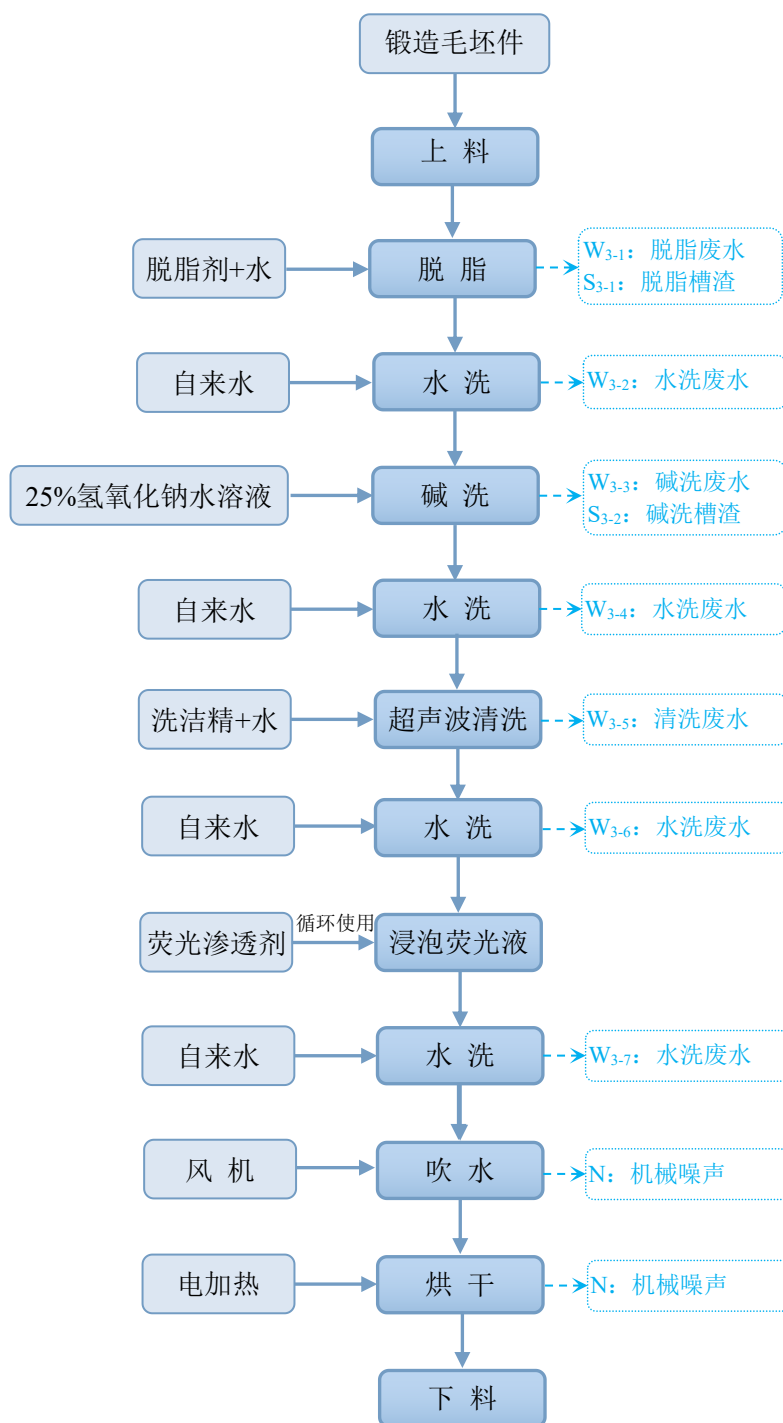 锻造毛坯件
上 料
脱脂剂+水
脱 脂
W3-1：脱脂废水
S3-1：脱脂槽渣
自来水
水 洗
W3-2：水洗废水
25%氢氧化钠水溶液
碱 洗
W3-3：碱洗废水
S3-2：碱洗槽渣
自来水
水 洗
W3-4：水洗废水
洗洁精+水
超声波清洗
W3-5：清洗废水
自来水
水 洗
W3-6：水洗废水
荧光渗透剂
循环使用
浸泡荧光液
自来水
水 洗
W3-7：水洗废水
风 机
吹 水
N：机械噪声
电加热
烘 干
N：机械噪声
下 料